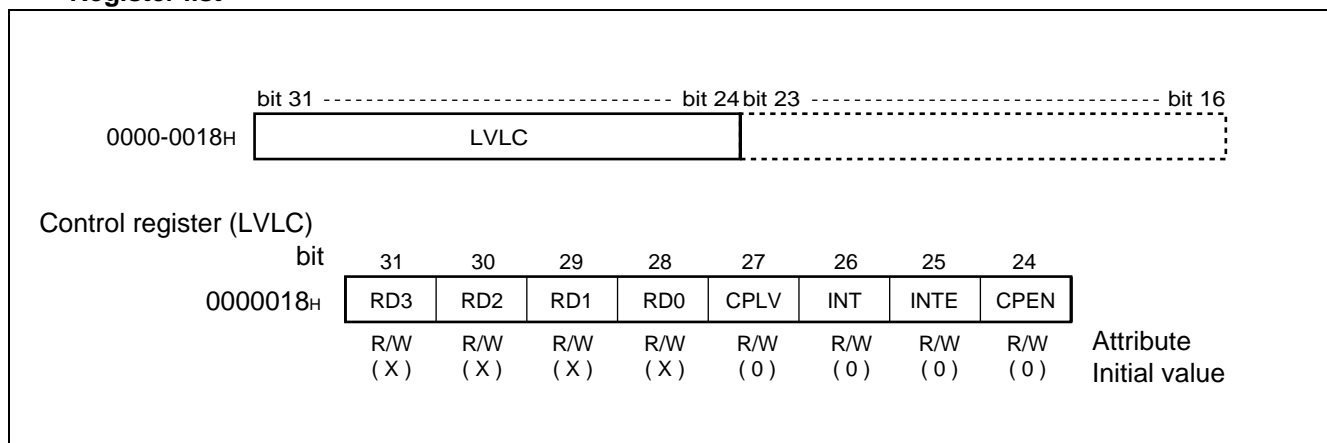 Register list
bit 31 bit 24 bit 23 bit 16
0000-0018H LVLC
Control register (LVLC)
bit 31 30 29 28 27 26 25 24
0000018H RD3 RD2 RD1 RD0 CPLV INT INTE CPEN
R/W R/W R/W R/W R/W R/W R/W R/W Attribute
( X ) ( X ) ( X ) ( X ) ( 0 ) ( 0 ) ( 0 ) ( 0 ) Initial value